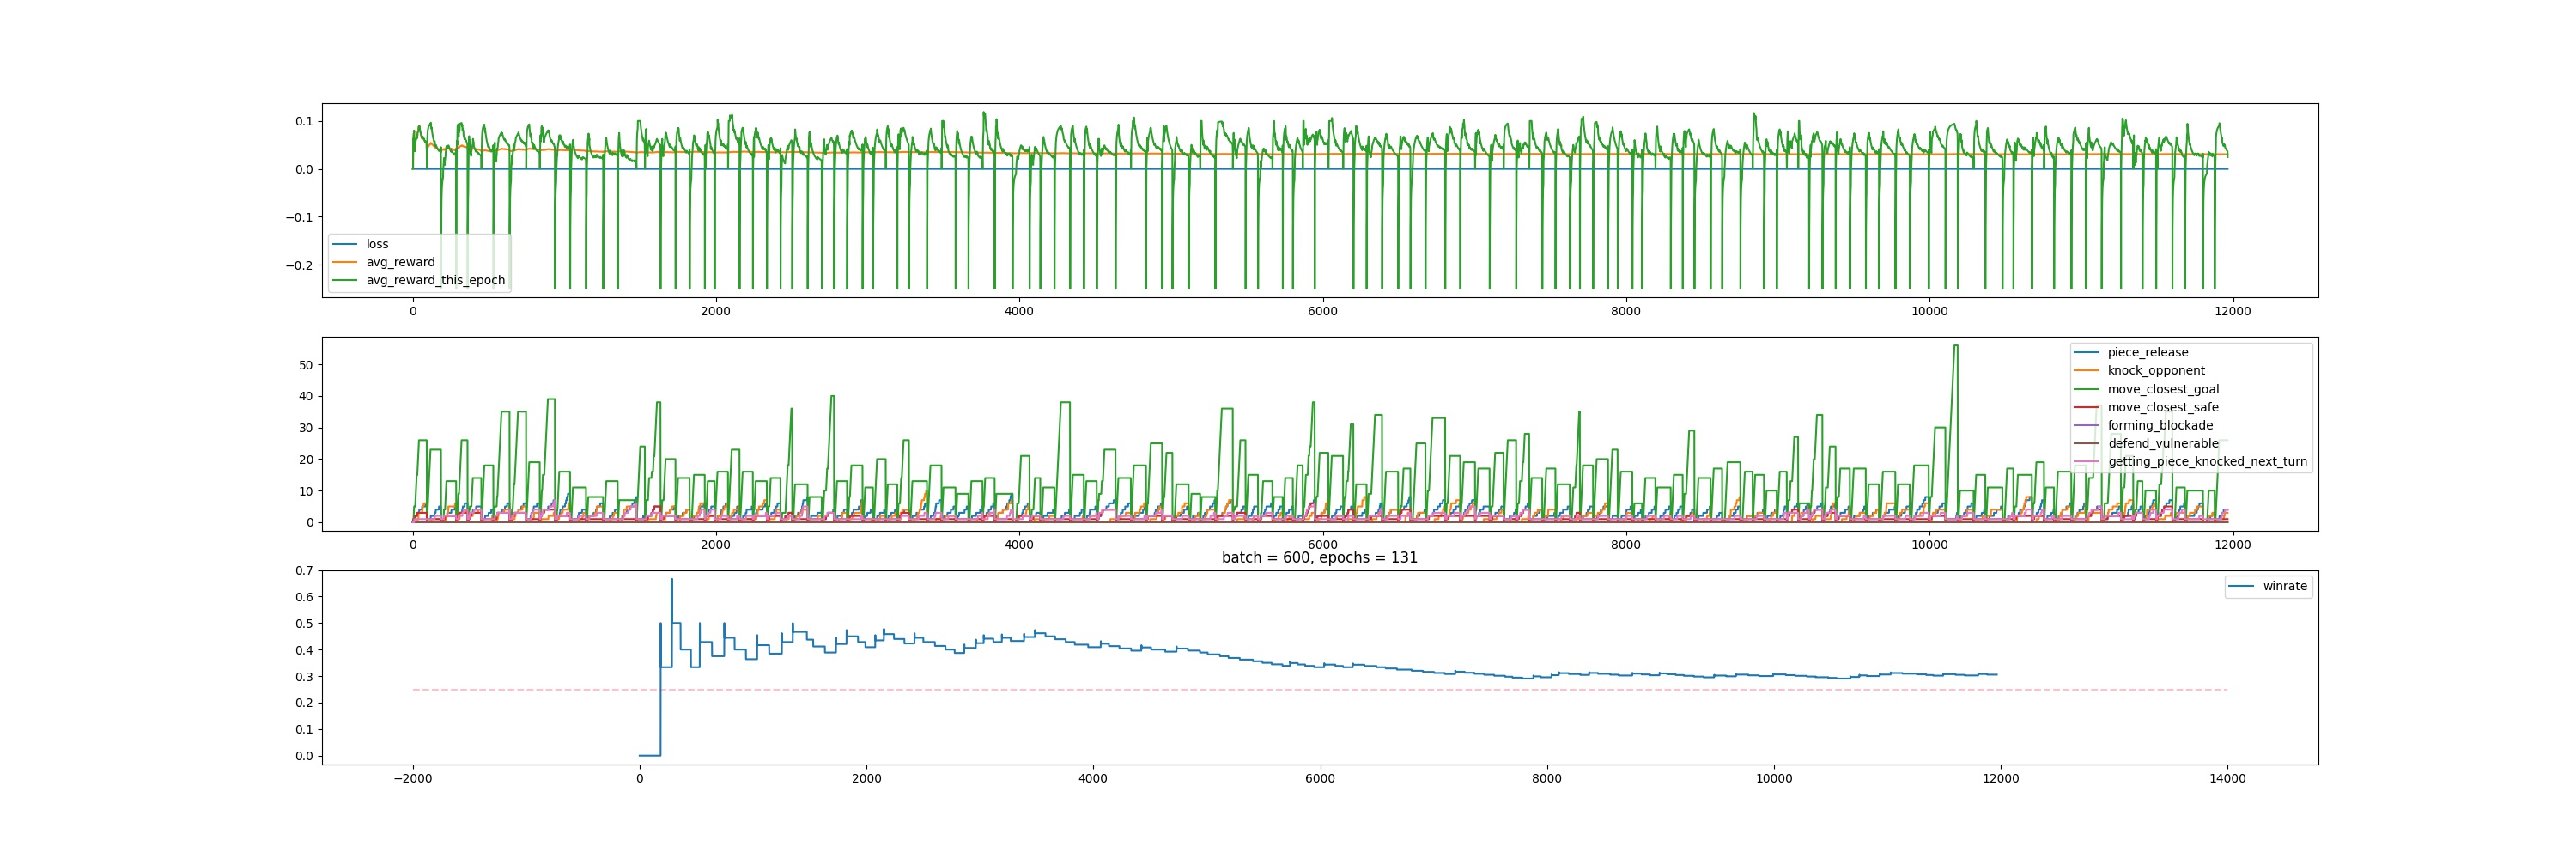 0.1
0.0
−0.1
−0.2
loss
avg_reward
avg_reward_this_epoch
0 2000 4000 6000 8000 10000 12000
50
40
30
20
10
0
piece_release
knock_opponent
move_closest_goal
move_closest_safe
forming_blockade
defend_vulnerable
getting_piece_knocked_next_turn
0 2000 4000 6000 8000 10000 12000
batch = 600, epochs = 131
0.7
0.6
0.5
0.4
0.3
0.2
0.1
0.0
winrate
−2000 0 2000 4000 6000 8000 10000 12000 14000